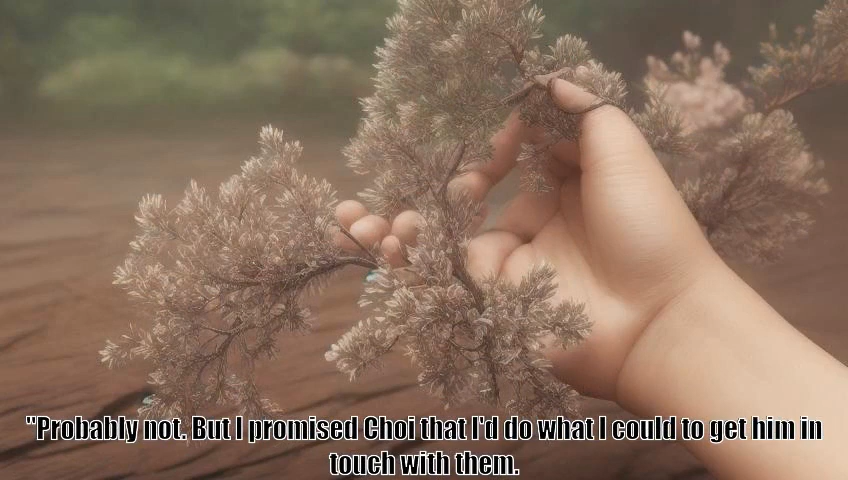 "Probably not. But I promised Choi that I'd do what I could to get him in
touch with them.